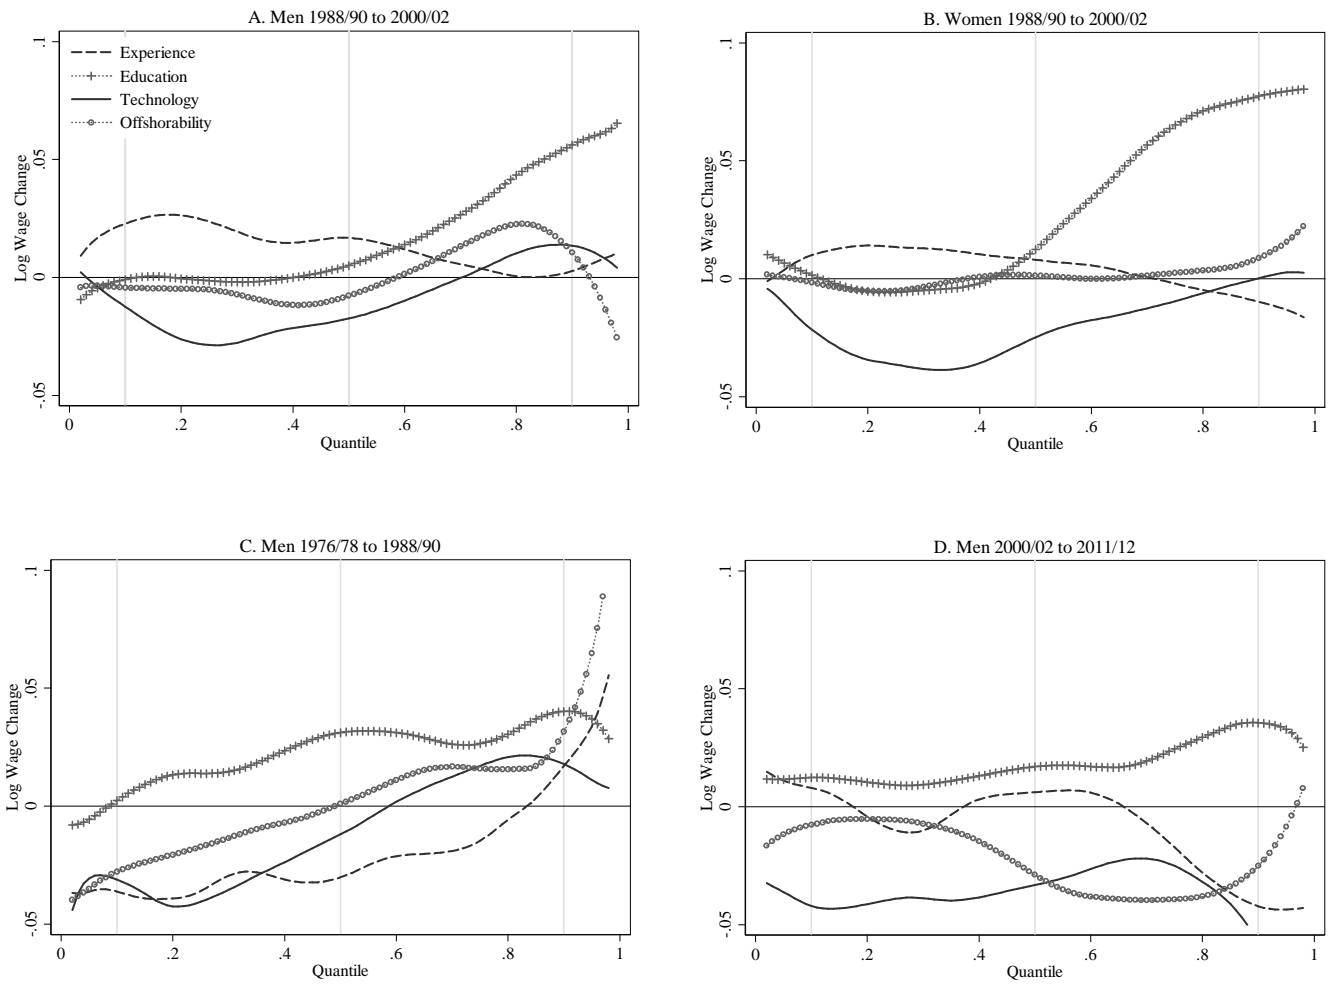 A. Men 1988/90 to 2000/02
Experience
Education
Technology
Offshorability
Log Wage Change
.1
.05
0
-.05
0
.2
.4
.6
.8
1
Quantile
B. Women 1988/90 to 2000/02
Log Wage Change
.1
.05
0
-.05
0
.2
.4
.6
.8
1
Quantile
C. Men 1976/78 to 1988/90
Log Wage Change
.1
.05
0
-.05
0
.2
.4
.6
.8
1
Quantile
D. Men 2000/02 to 2011/12
Log Wage Change
.1
.05
0
-.05
0
.2
.4
.6
.8
1
Quantile